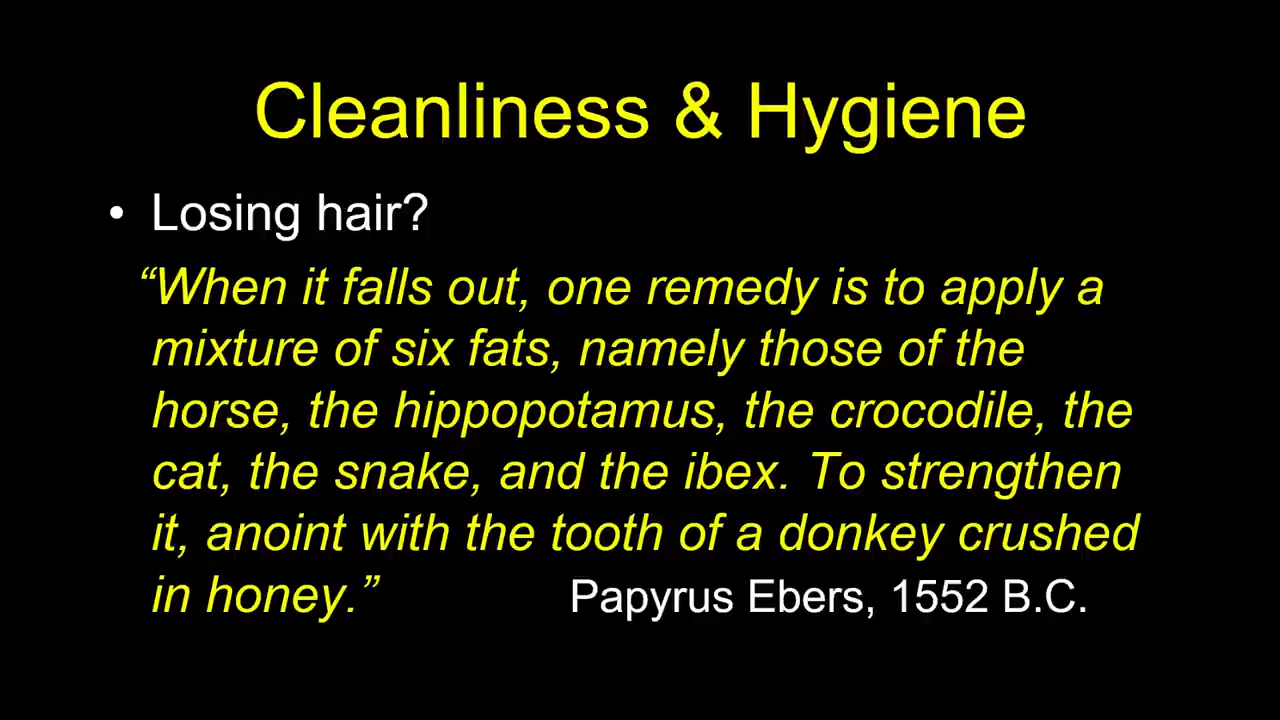 Cleanliness & Hygiene
• Losing hair?
“When it falls out, one remedy is to apply a
mixture of six fats, namely those of the
horse, the hippopotamus, the crocodile, the
cat, the snake, and the ibex. To strengthen
it, anoint with the tooth of a donkey crushed
in honey.” Papyrus Ebers, 1552 B.C.